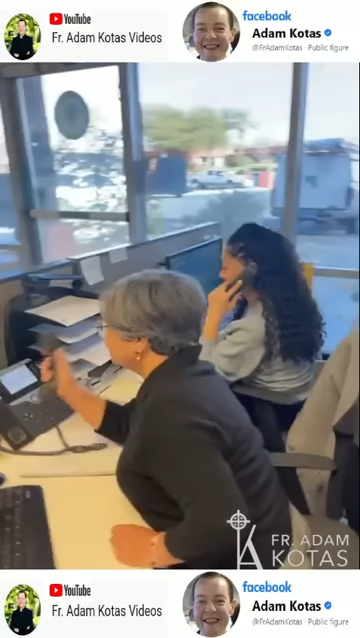 YouTube
Fr. Adam Kotas Videos
facebook
Adam Kotas
@FrAdamKotas · Public figure
FR. ADAM
KOTAS
YouTube
Fr. Adam Kotas Videos
facebook
Adam Kotas
@FrAdamKotas · Public figure